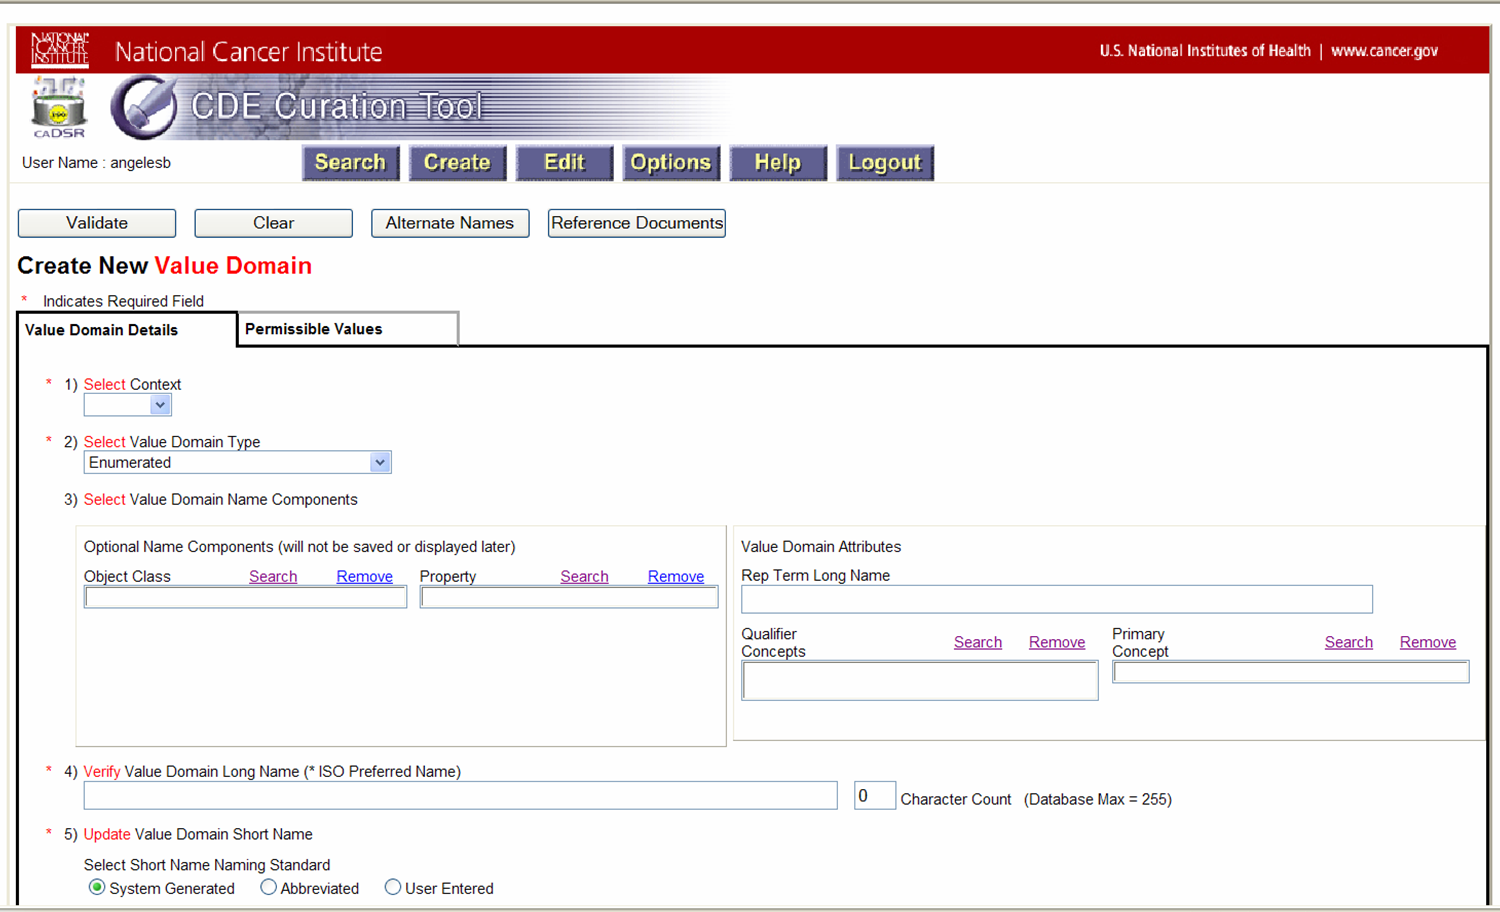 NATIONAL CANCER INSTITUTE
National Cancer Institute
U.S. National Institutes of Health | www.cancer.gov
caDSR
CDE Curation Tool
User Name : angelesb
Search Create Edit Options Help Logout
Validate Clear Alternate Names Reference Documents
Create New Value Domain
* Indicates Required Field
Value Domain Details Permissible Values
* 1) Select Context
* 2) Select Value Domain Type
Enumerated
3) Select Value Domain Name Components
Optional Name Components (will not be saved or displayed later)
Object Class Search Remove Property Search Remove
Value Domain Attributes
Rep Term Long Name
Qualifier
Concepts
Search Remove
Primary
Concept
Search Remove
* 4) Verify Value Domain Long Name (* ISO Preferred Name)
0 Character Count (Database Max = 255)
* 5) Update Value Domain Short Name
Select Short Name Naming Standard
System Generated Abbreviated User Entered